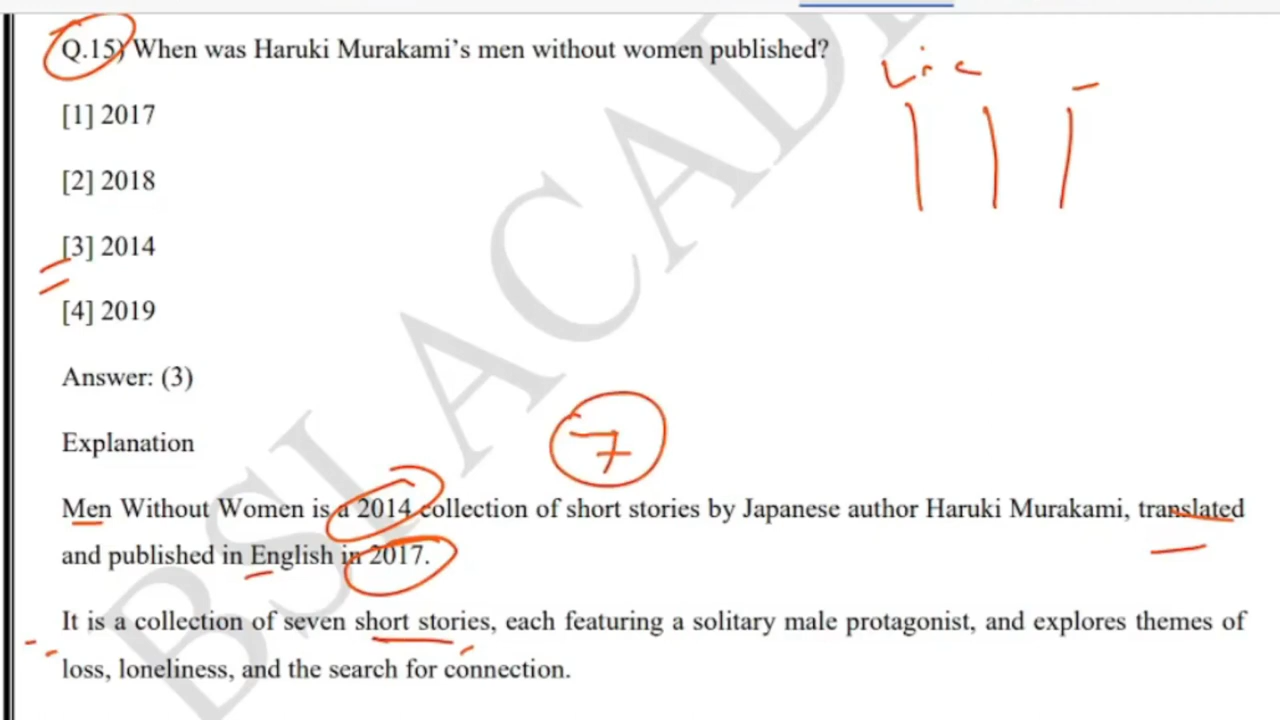 Q.15) When was Haruki Murakami's men without women published?
[1] 2017
[2] 2018
[3] 2014
[4] 2019
Answer: (3)
Explanation
7
Men Without Women is a 2014 collection of short stories by Japanese author Haruki Murakami, translated
and published in English in 2017.
It is a collection of seven short stories, each featuring a solitary male protagonist, and explores themes of
loss, loneliness, and the search for connection.
BSL ACAD